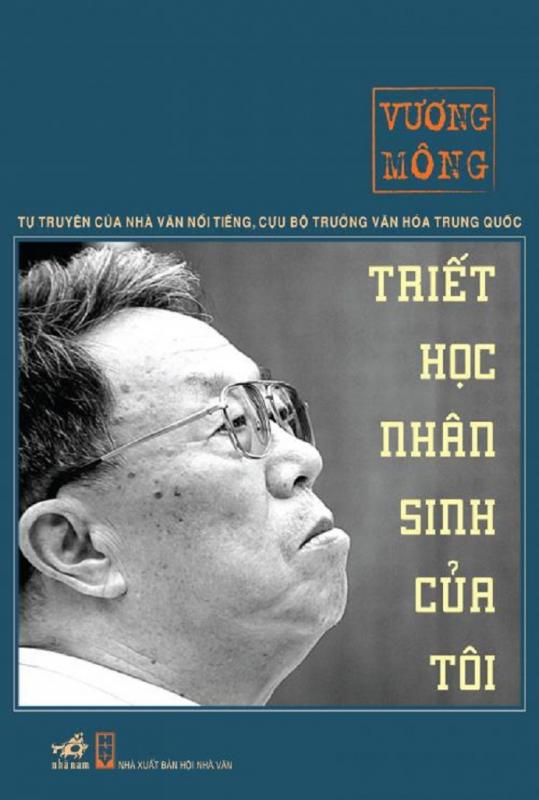 VƯƠNG
MÔNG
TỰ TRUYỆN CỦA NHÀ VĂN NỔI TIẾNG, CỰU BỘ TRƯỞNG VĂN HÓA TRUNG QUỐC
TRIẾT
HỌC
NHÂN
SINH
CỦA
TÔI
nhã nam
HNV
NHÀ XUẤT BẢN HỘI NHÀ VĂN